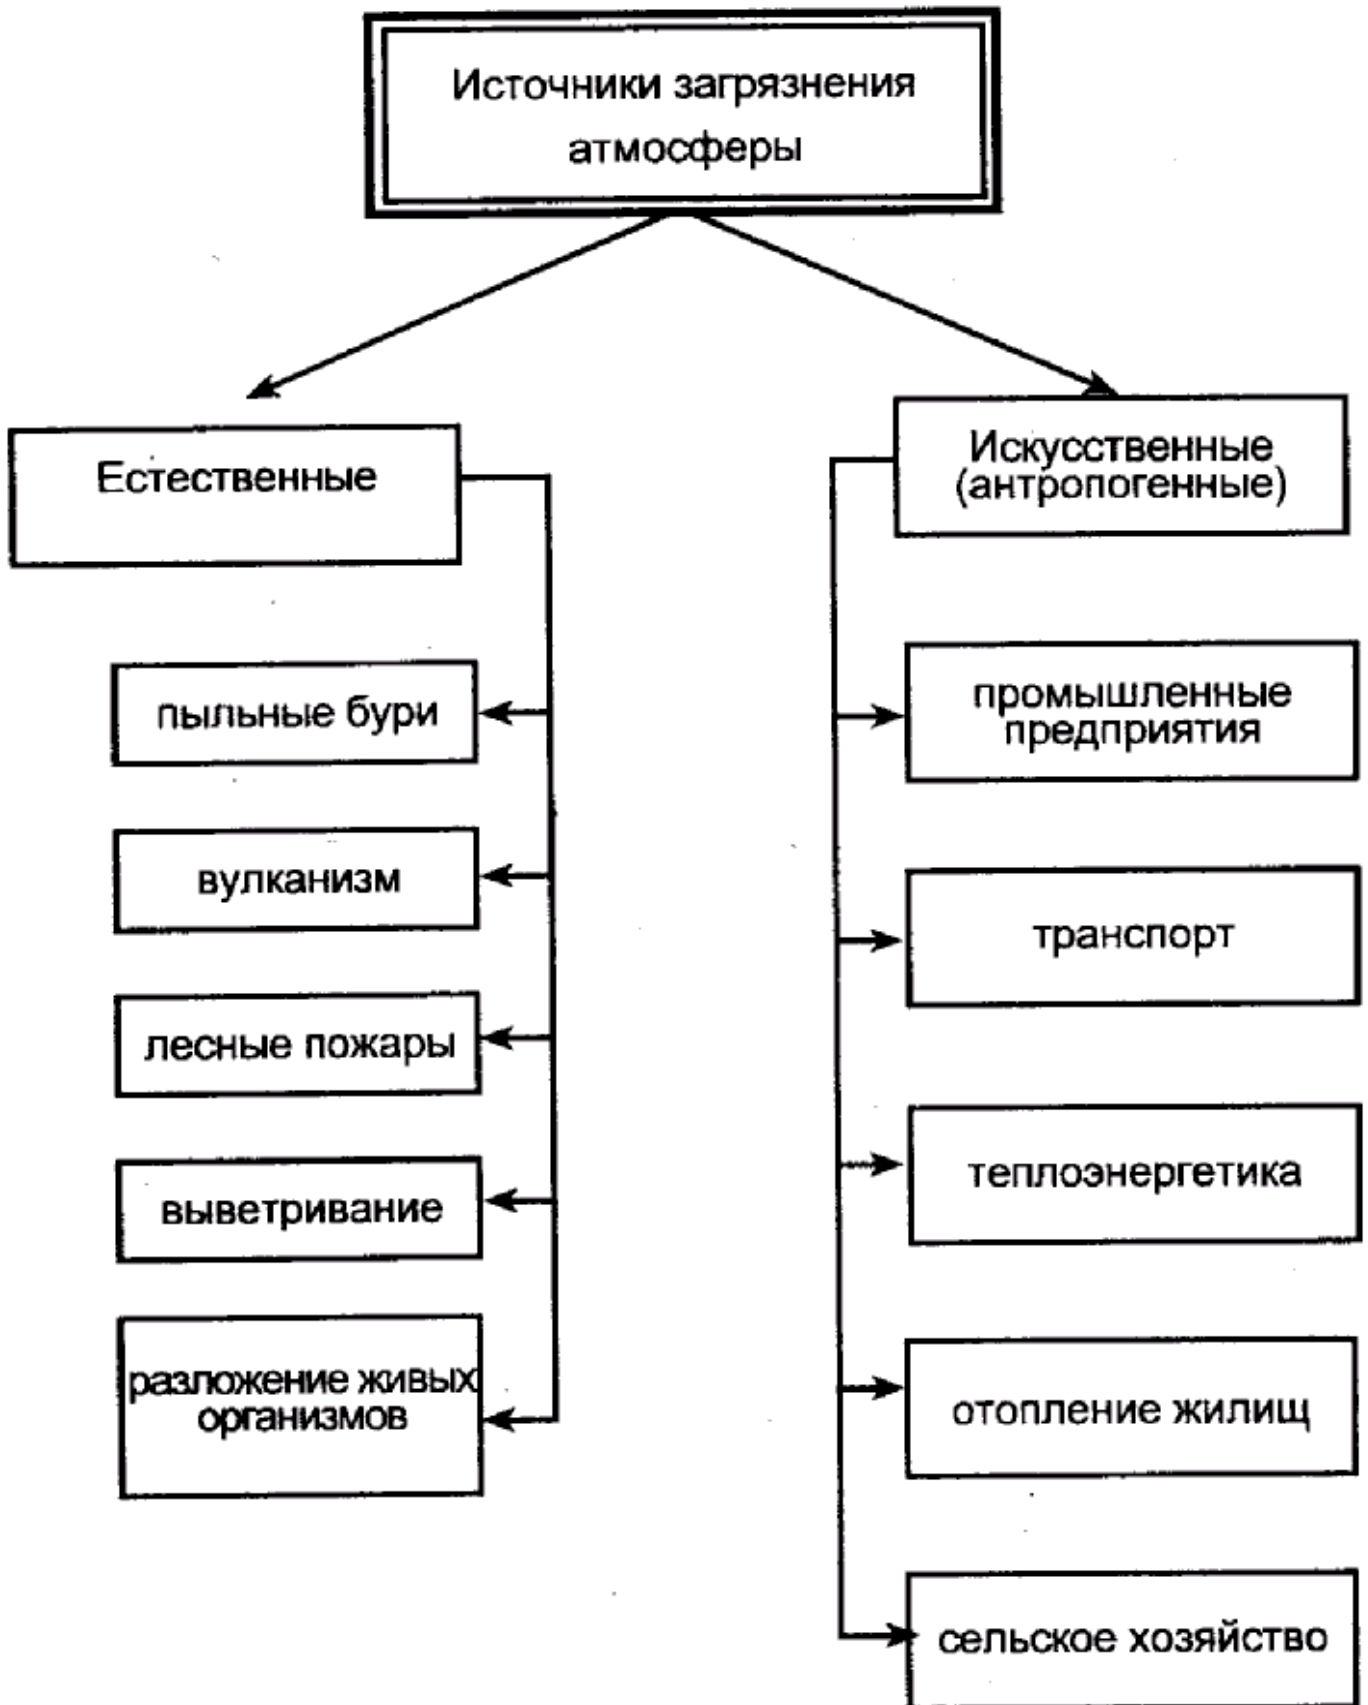 Источники загрязнения
атмосферы
Естественные
пыльные бури
вулканизм
лесные пожары
выветривание
разложение живых
организмов
Искусственные
(антропогенные)
промышленные
предприятия
транспорт
теплоэнергетика
отопление жилищ
сельское хозяйство